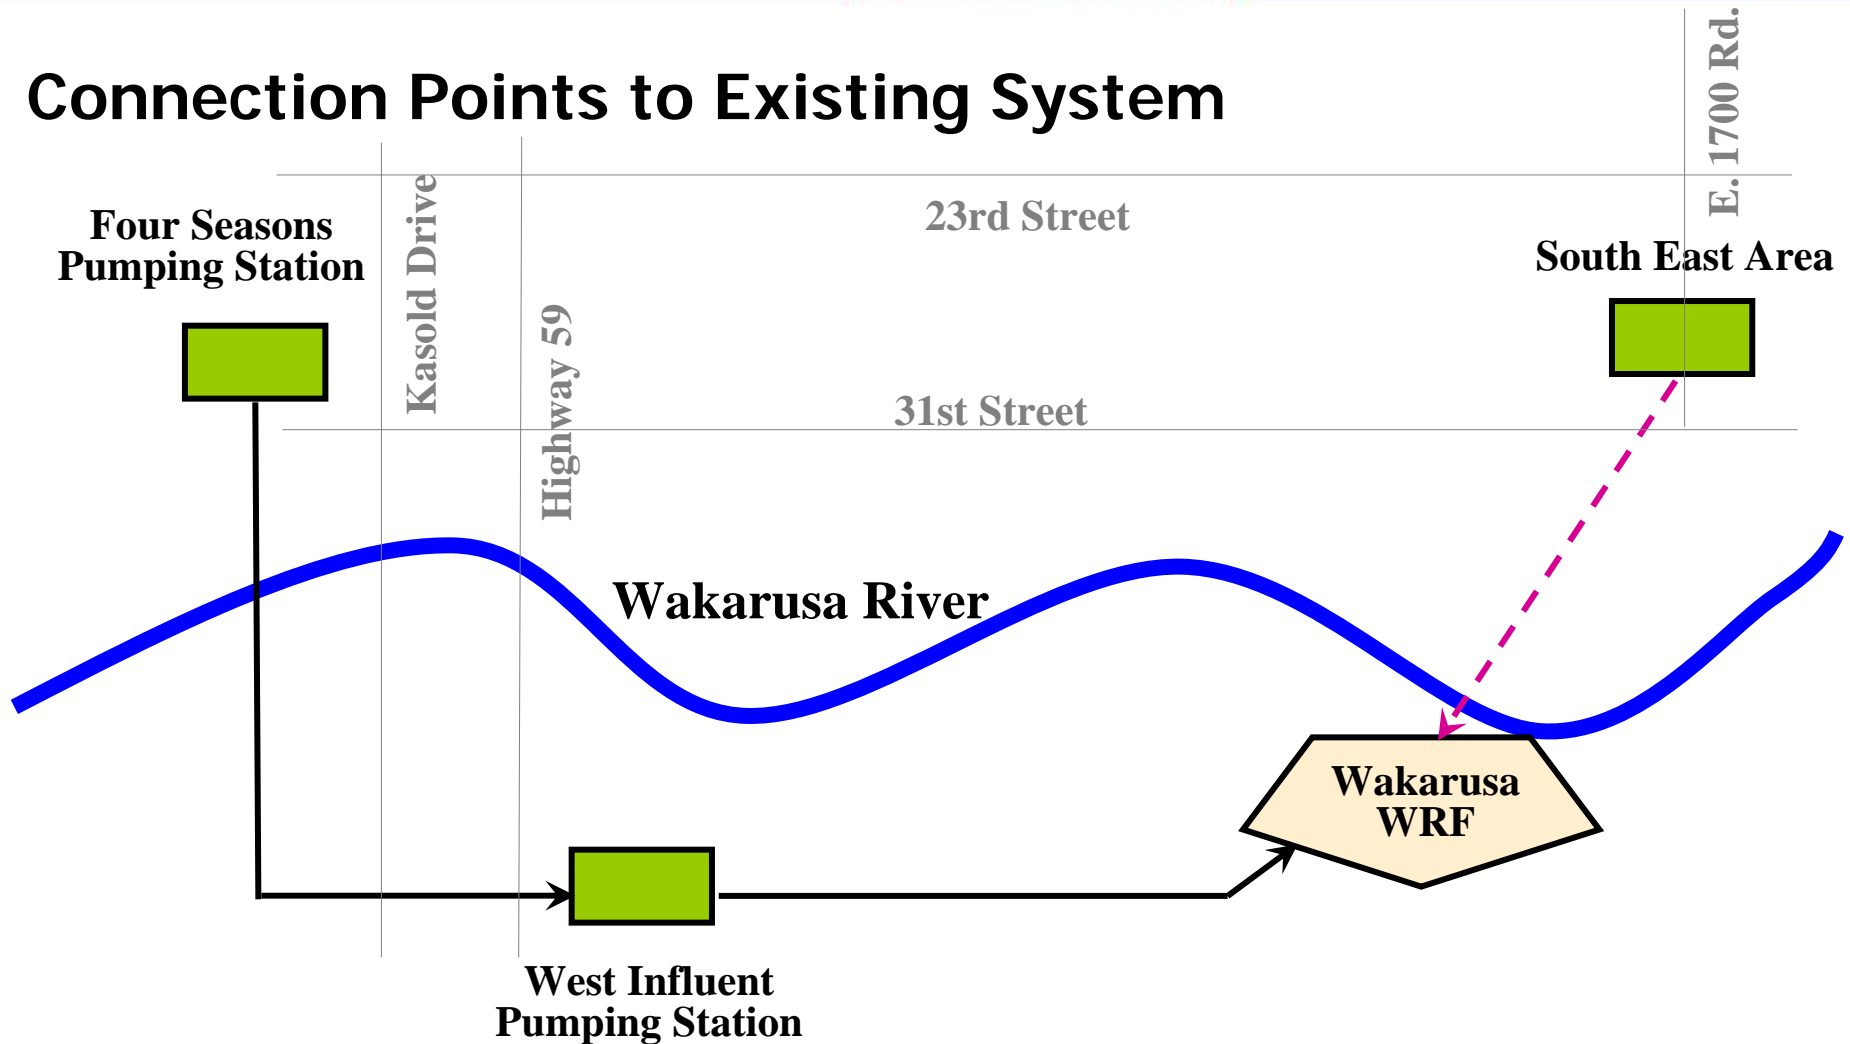 Connection Points to Existing System
E. 1700 Rd.
Kasold Drive
23rd Street
Four Seasons
Pumping Station
South East Area
Highway 59
31st Street
Wakarusa River
Wakarusa
WRF
West Influent
Pumping Station